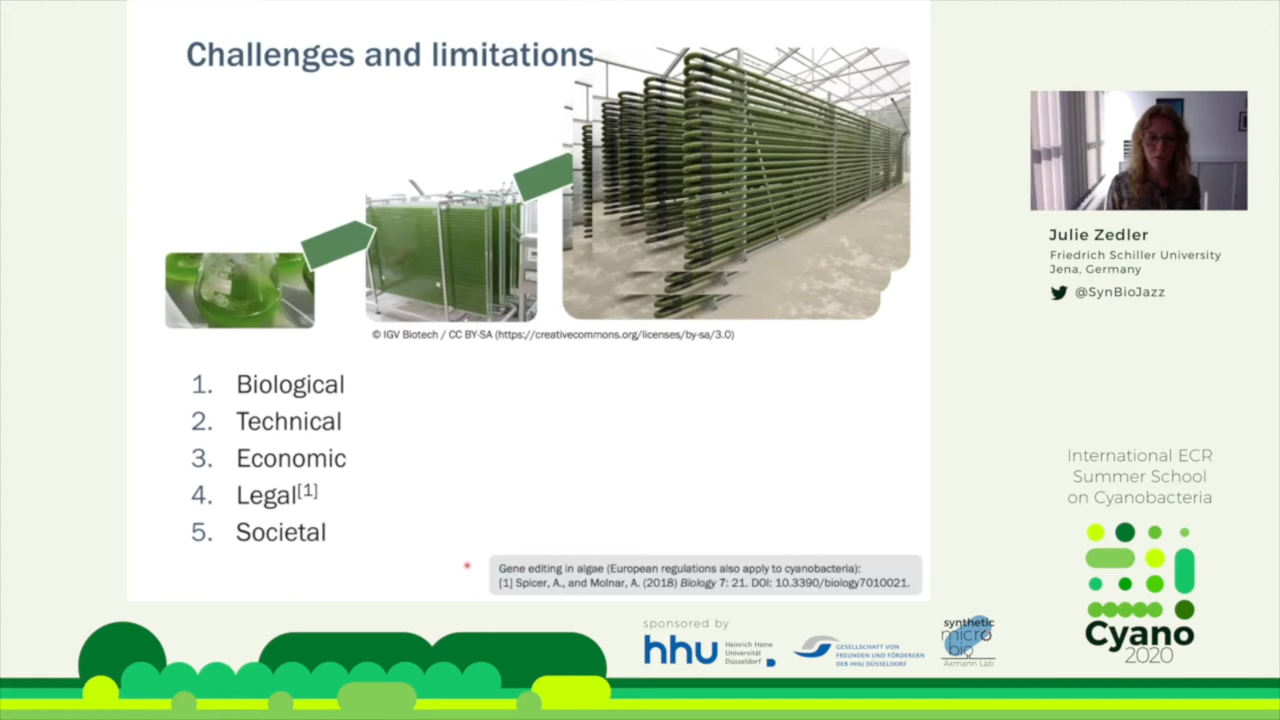 Challenges and limitations
© IGV Biotech / CC BY-SA (https://creativecommons.org/licenses/by-sa/3.0)
1. Biological
2. Technical
3. Economic
4. Legal[1]
5. Societal
Gene editing in algae (European regulations also apply to cyanobacteria):
[1] Spicer, A., and Molnar, A. (2018) Biology 7: 21. DOI: 10.3390/biology7010021.
Julie Zedler
Friedrich Schiller University
Jena, Germany
@SynBioJazz
International ECR
Summer School
on Cyanobacteria
Cyano
2020
sponsored by
hhu
Heinrich Heine
Universität
Düsseldorf
GESELLSCHAFT VON
FREUNDEN UND FÖRDERERN
DER HHU DÜSSELDORF
synthetic
micro
bio
Axmann Lab